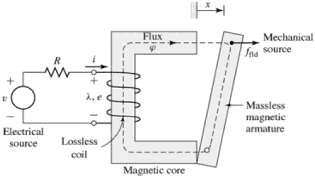 x
Flux
φ
Mechanical
source
f_fld
R
i
+
+
v
λ, e
−
−
Electrical
source
Lossless
coil
Massless
magnetic
armature
Magnetic core